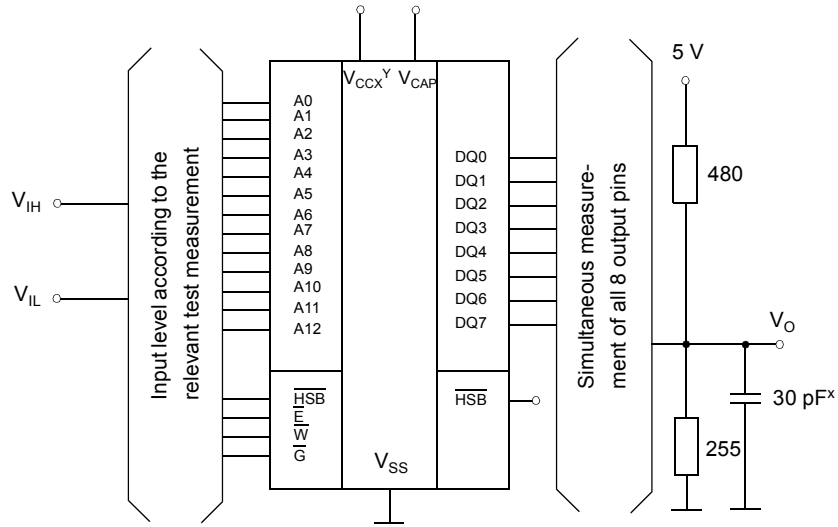 5 V
V_CCX^Y V_CAP
Input level according to the
relevant test measurement
V_IH
V_IL
A0
A1
A2
A3
A4
A5
A6
A7
A8
A9
A10
A11
A12
H̅S̅B̅
E̅
W̅
G̅
V_SS
DQ0
DQ1
DQ2
DQ3
DQ4
DQ5
DQ6
DQ7
H̅S̅B̅
Simultaneous measure-
ment of all 8 output pins
480
V_O
30 pF^x
255